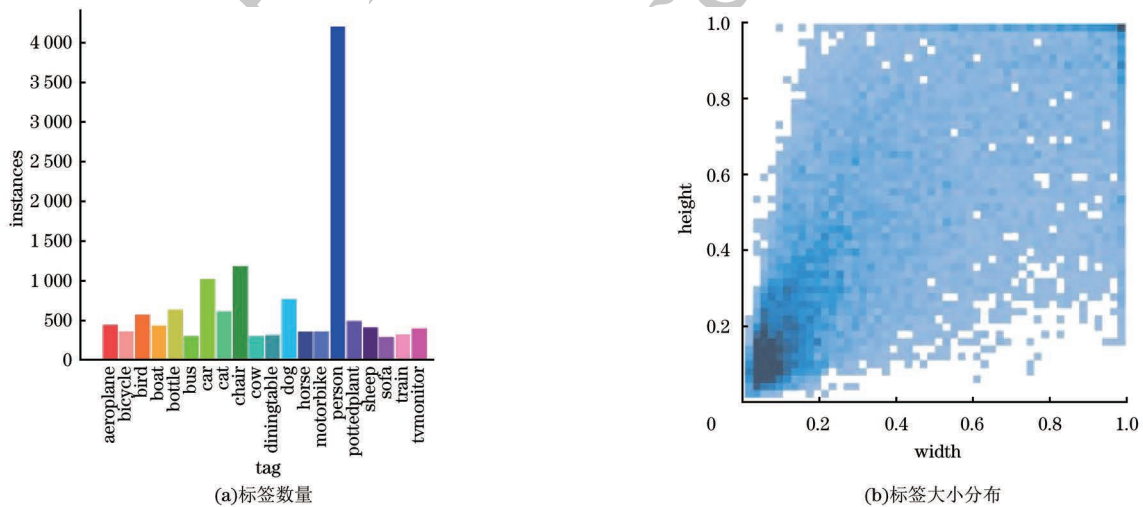 4 000
3 500
3 000
2 500
2 000
1 500
1 000
500
0
instances
aeroplane
bicycle
bird
boat
bottle
bus
car
cat
chair
cow
diningtable
dog
horse
motorbike
person
pottedplant
sheep
sofa
train
tvmonitor
tag
(a)标签数量
1.0
0.8
0.6
0.4
0.2
height
0
0.2
0.4
0.6
0.8
1.0
width
(b)标签大小分布